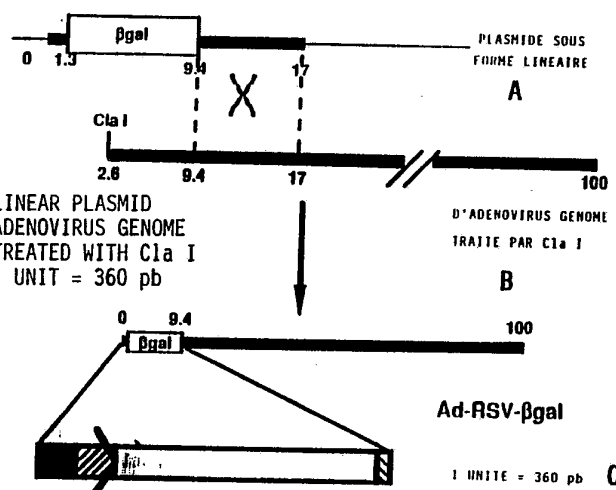 βgal
PLASMIDE SOUS
FORME LINEAIRE
0 1.3 9.4 17
A
Cla I
2.6 9.4 17 100
LINEAR PLASMID
ADENOVIRUS GENOME
TREATED WITH Cla I
UNIT = 360 pb
D'ADENOVIRUS GENOME
TRAITE PAR Cla I
B
0 9.4 100
βgal
Ad-RSV-βgal
1 UNITE = 360 pb
C